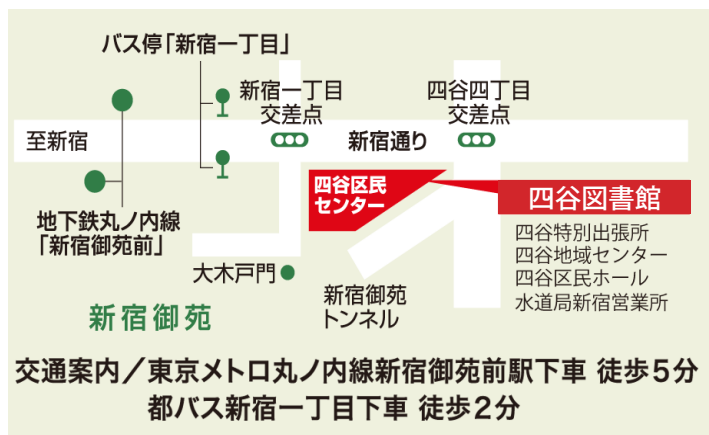 バス停「新宿一丁目」
新宿一丁目
交差点
四谷四丁目
交差点
至新宿
新宿通り
四谷区民
センター
四谷図書館
地下鉄丸ノ内線
「新宿御苑前」
四谷特別出張所
四谷地域センター
四谷区民ホール
水道局新宿営業所
大木戸門
新宿御苑
トンネル
新宿御苑
交通案内／東京メトロ丸ノ内線新宿御苑前駅下車 徒歩5分
都バス新宿一丁目下車 徒歩2分